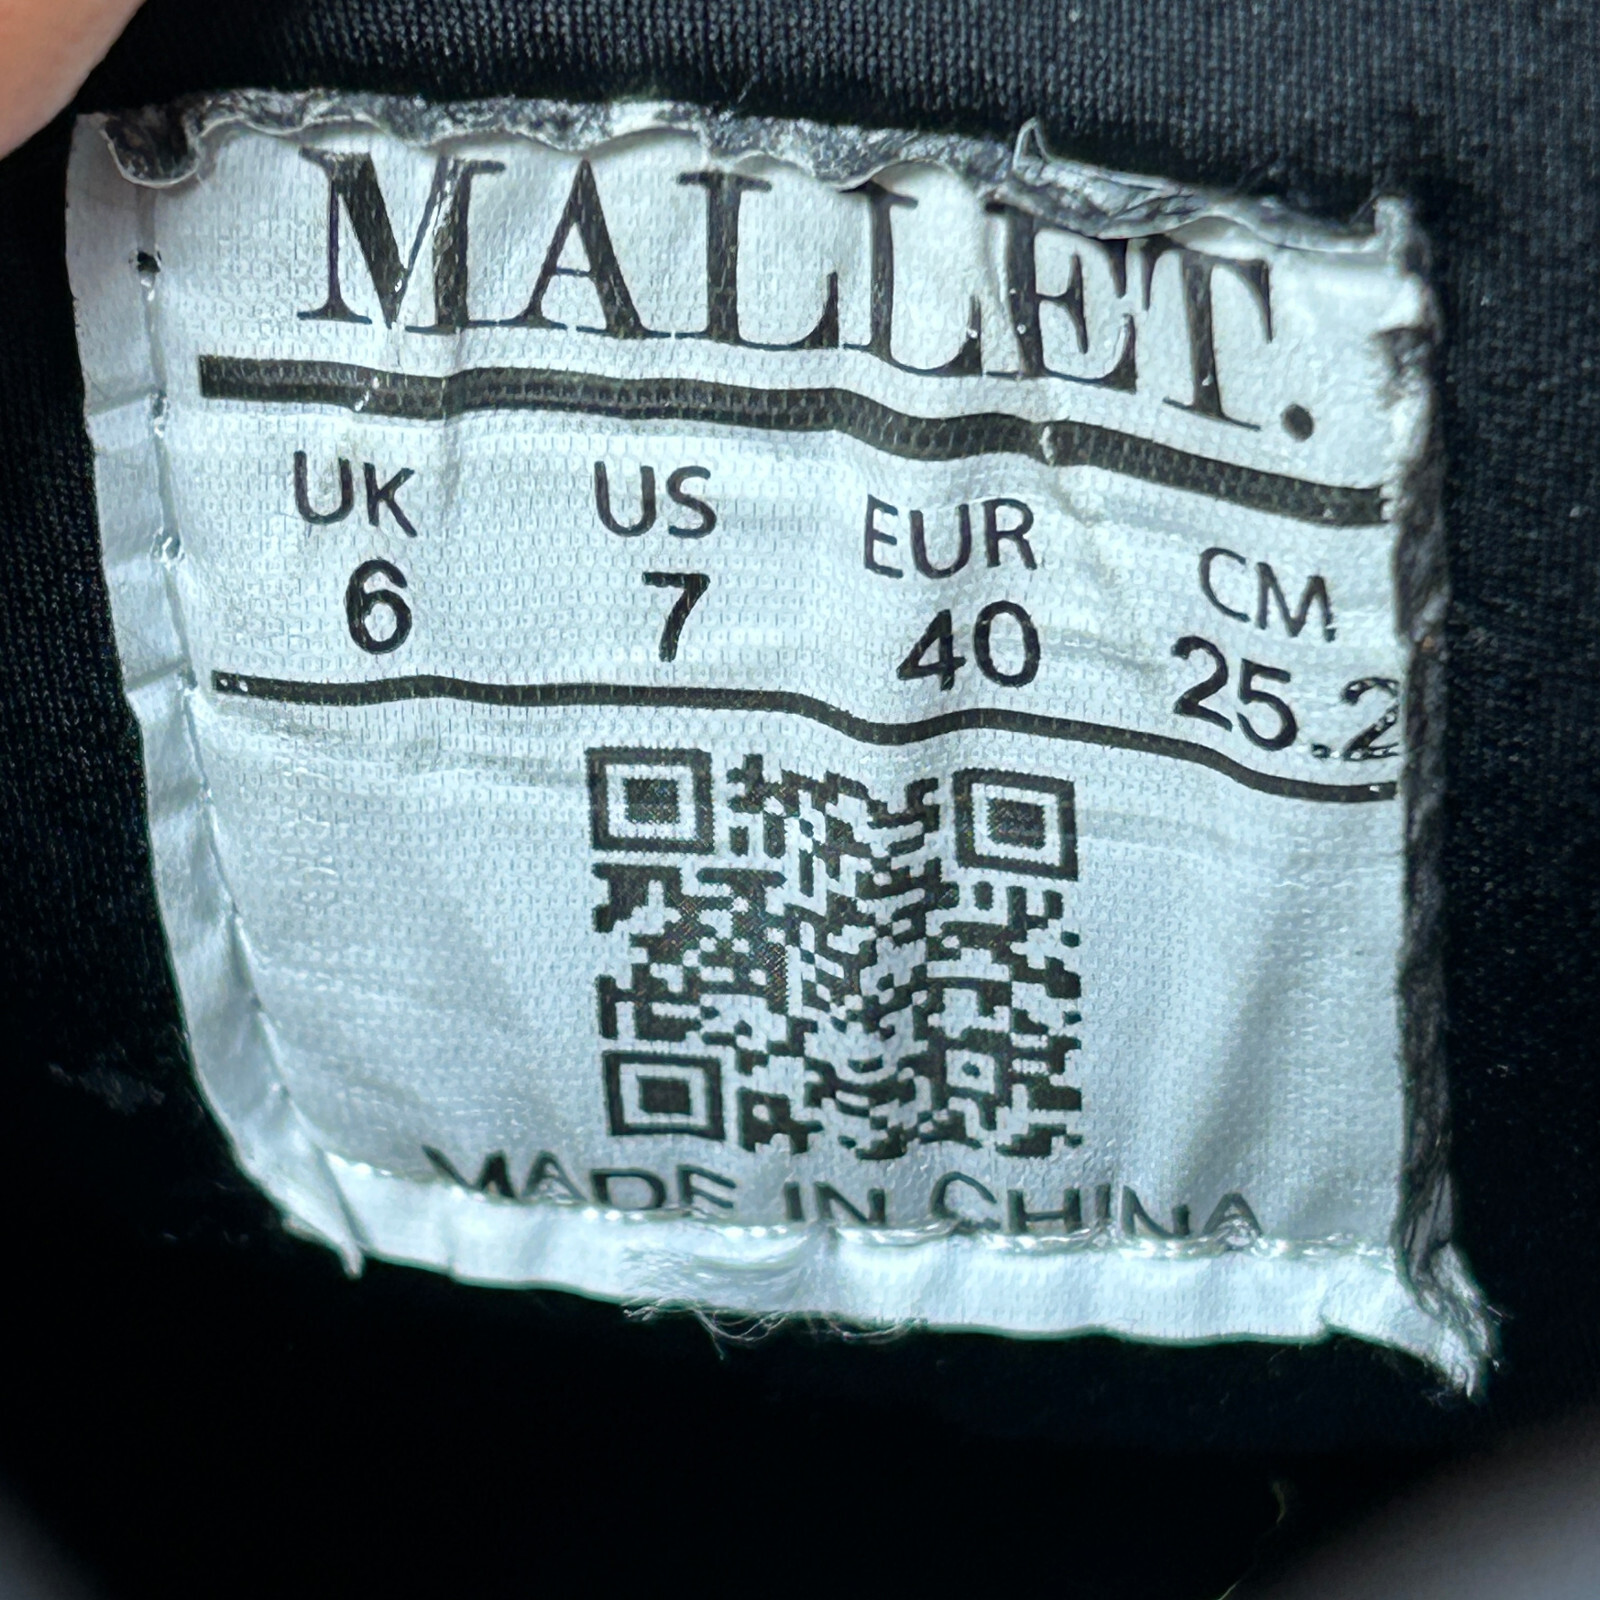 MALLET.
UK US EUR CM
6 7 40 25.2
MADE IN CHINA